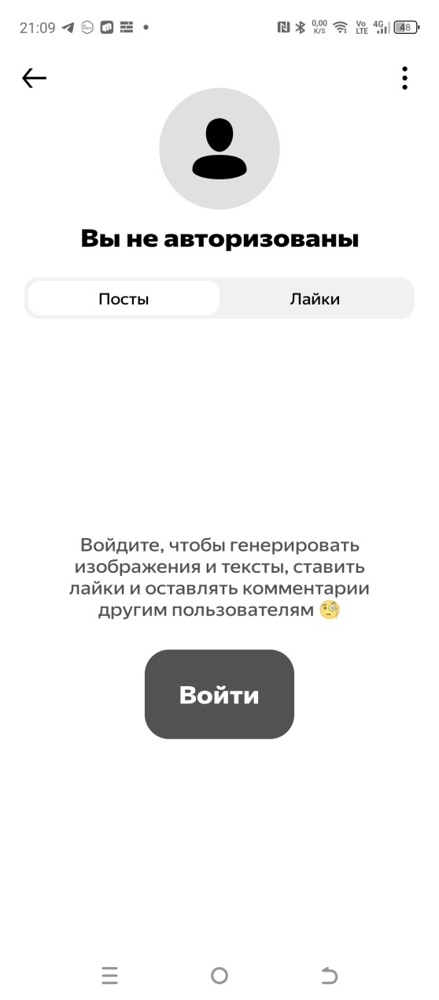 21:09
0,00
K/S
Vo
LTE
4G
48
Вы не авторизованы
Посты
Лайки
Войдите, чтобы генерировать
изображения и тексты, ставить
лайки и оставлять комментарии
другим пользователям 🧐
Войти